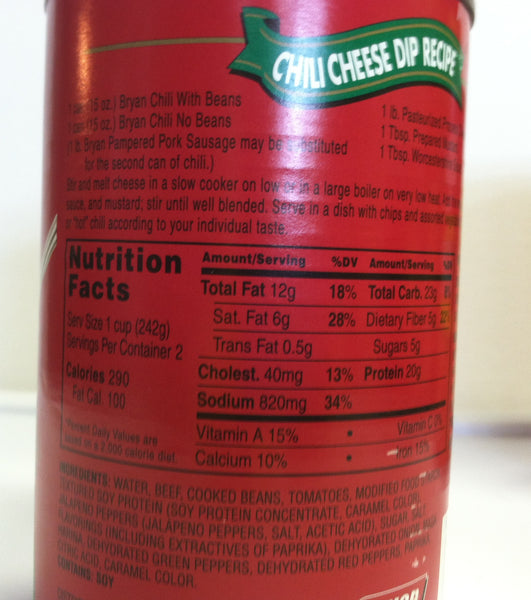 CHILI CHEESE DIP RECIPE
15 oz.) Bryan Chili With Beans
1 can (15 oz.) Bryan Chili No Beans
(1 lb. Bryan Pampered Pork Sausage may be substituted
for the second can of chili.)
1 lb. Pasteurized
1 Tbsp. Prepared
1 Tbsp. Worcestershire
Stir and melt cheese in a slow cooker on low or in a large boiler on very low heat.
sauce, and mustard; stir until well blended. Serve in a dish with chips and assorted
or "hot" chili according to your individual taste.
Nutrition
Facts
Serv Size 1 cup (242g)
Servings Per Container 2
Calories 290
Fat Cal. 100
Percent Daily Values are
based on a 2,000 calorie diet.
Amount/Serving %DV Amount/Serving
Total Fat 12g 18% Total Carb. 23g
Sat. Fat 6g 28% Dietary Fiber 5g
Trans Fat 0.5g Sugars 5g
Cholest. 40mg 13% Protein 20g
Sodium 820mg 34%
Vitamin A 15% • Vitamin C 0%
Calcium 10% • Iron 15%
INGREDIENTS: WATER, BEEF, COOKED BEANS, TOMATOES, MODIFIED FOOD
TEXTURED SOY PROTEIN (SOY PROTEIN CONCENTRATE, CARAMEL COLOR),
JALAPENO PEPPERS (JALAPENO PEPPERS, SALT, ACETIC ACID), SUGAR, SALT,
FLAVORINGS (INCLUDING EXTRACTIVES OF PAPRIKA), DEHYDRATED ONION,
DEHYDRATED GREEN PEPPERS, DEHYDRATED RED PEPPERS, PAPRIKA,
CITRIC ACID, CARAMEL COLOR.
CONTAINS: SOY